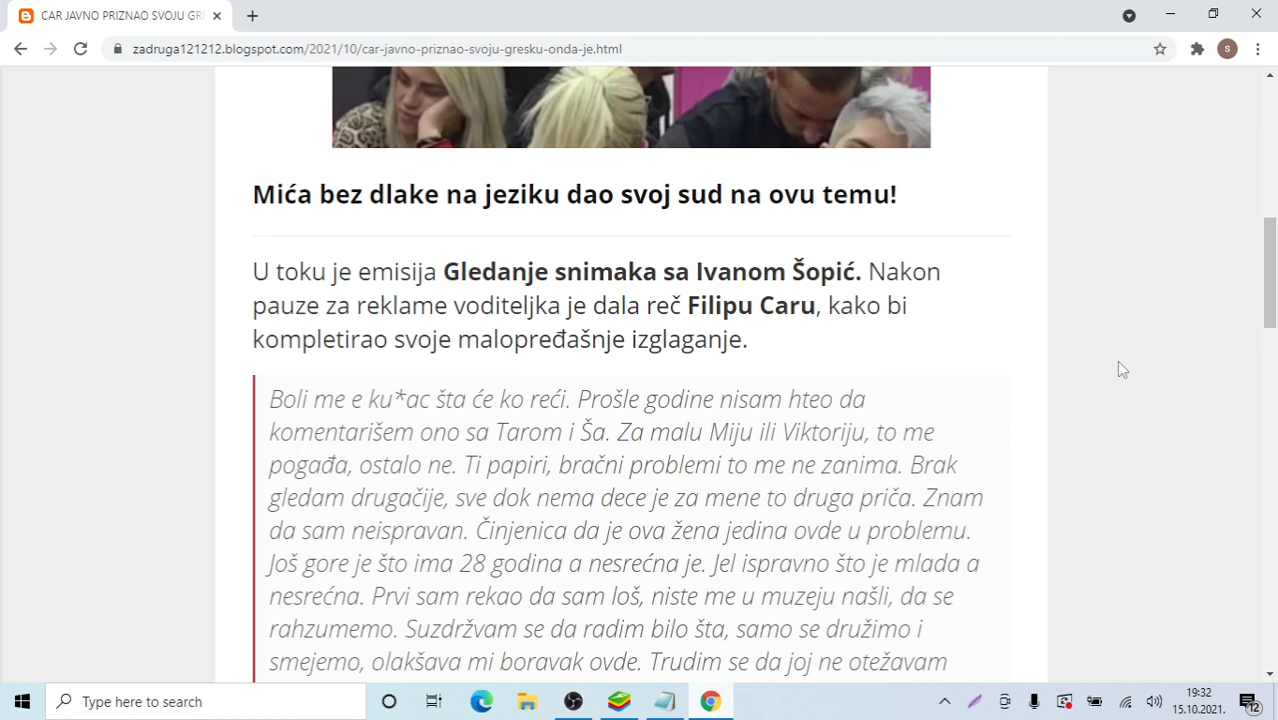 CAR JAVNO PRIZNAO SVOJU GRE
zadruga121212.blogspot.com/2021/10/car-javno-priznao-svoju-gresku-onda-je.html
S
Mića bez dlake na jeziku dao svoj sud na ovu temu!
U toku je emisija Gledanje snimaka sa Ivanom Šopić. Nakon
pauze za reklame voditeljka je dala reč Filipu Caru, kako bi
kompletirao svoje malopređašnje izglaganje.
Boli me e ku*ac šta će ko reći. Prošle godine nisam hteo da
komentarišem ono sa Tarom i Ša. Za malu Miju ili Viktoriju, to me
pogađa, ostalo ne. Ti papiri, bračni problemi to me ne zanima. Brak
gledam drugačije, sve dok nema dece je za mene to druga priča. Znam
da sam neispravan. Činjenica da je ova žena jedina ovde u problemu.
Još gore je što ima 28 godina a nesrećna je. Jel ispravno što je mlada a
nesrećna. Prvi sam rekao da sam loš, niste me u muzeju našli, da se
rahzumemo. Suzdržvam se da radim bilo šta, samo se družimo i
smejemo, olakšava mi boravak ovde. Trudim se da joj ne otežavam
Type here to search
19:32
15.10.2021.
12